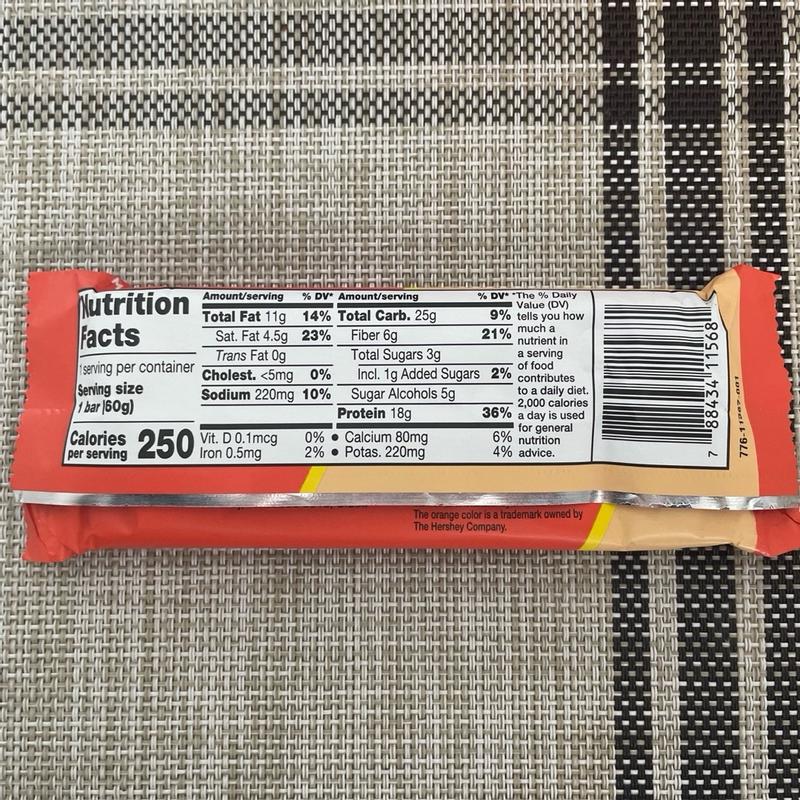 Nutrition
Facts
1 serving per container
Serving size
1 bar (60g)
Calories
per serving
250
Amount/serving % DV*
Total Fat 11g 14%
Sat. Fat 4.5g 23%
Trans Fat 0g
Cholest. <5mg 0%
Sodium 220mg 10%
Amount/serving % DV*
Total Carb. 25g 9%
Fiber 6g 21%
Total Sugars 3g
Incl. 1g Added Sugars 2%
Sugar Alcohols 5g
Protein 18g 36%
Vit. D 0.1mcg 0% • Calcium 80mg 6%
Iron 0.5mg 2% • Potas. 220mg 4%
*The % Daily
Value (DV)
tells you how
much a
nutrient in
a serving
of food
contributes
to a daily diet.
2,000 calories
a day is used
for general
nutrition
advice.
7 88434 11568
The orange color is a trademark owned by
The Hershey Company.